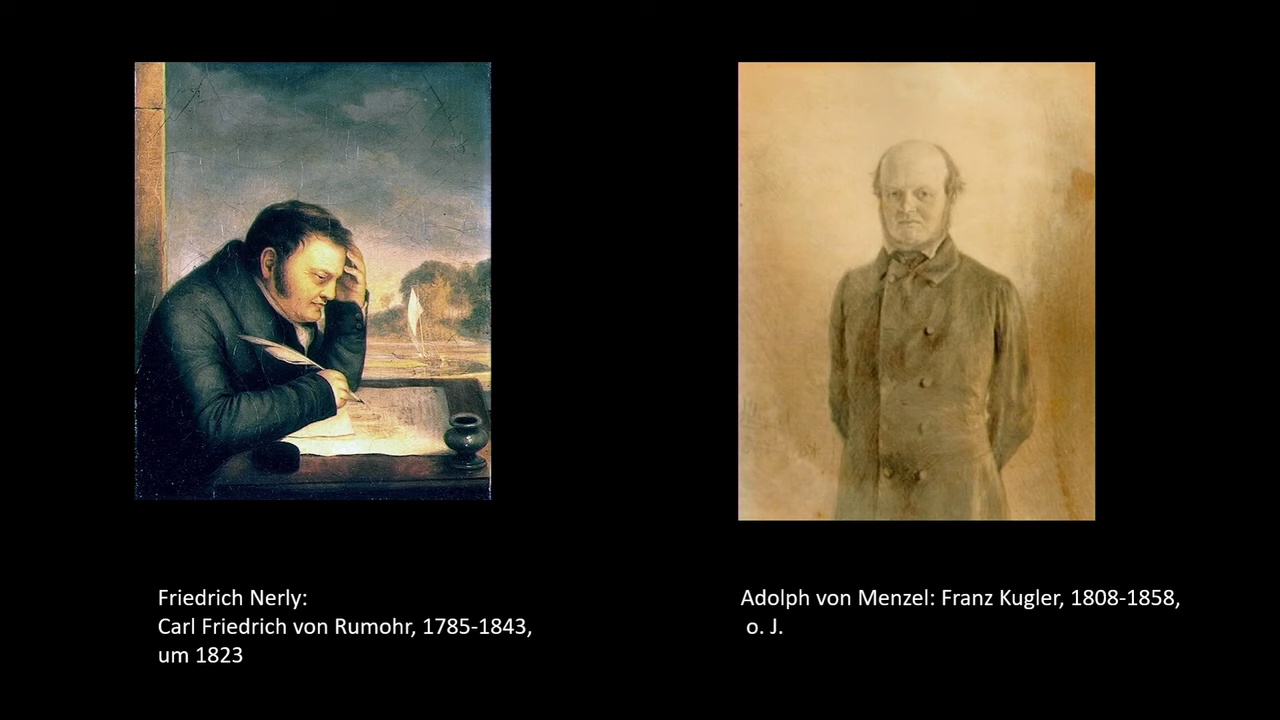 Friedrich Nerly:
Carl Friedrich von Rumohr, 1785-1843,
um 1823
Adolph von Menzel: Franz Kugler, 1808-1858,
o. J.